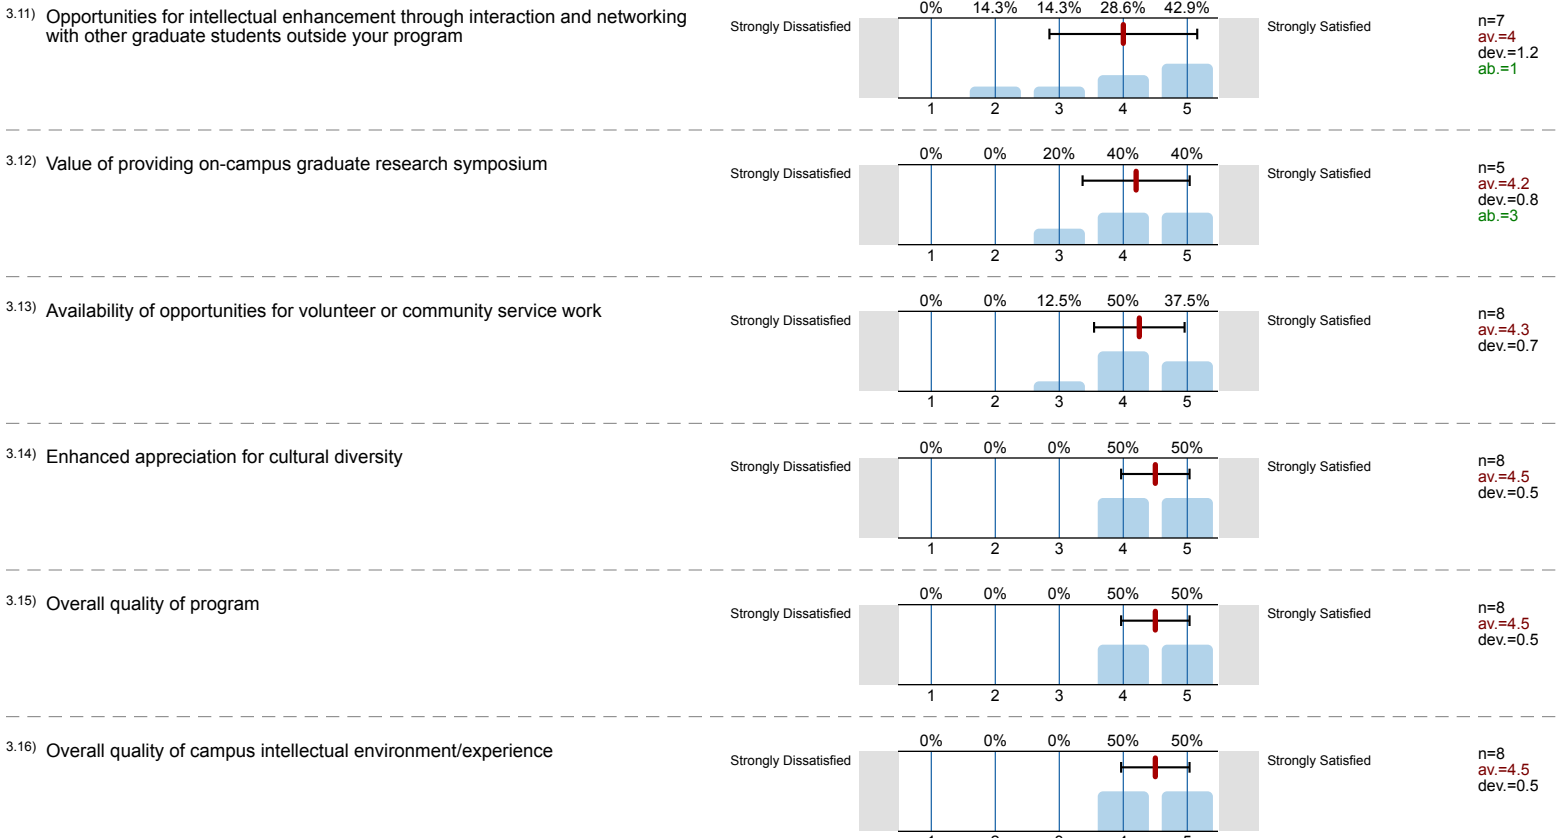 3.11) Opportunities for intellectual enhancement through interaction and networking
with other graduate students outside your program
Strongly Dissatisfied
0% 14.3% 14.3% 28.6% 42.9%
1 2 3 4 5
Strongly Satisfied
n=7
av.=4
dev.=1.2
ab.=1
3.12) Value of providing on-campus graduate research symposium
Strongly Dissatisfied
0% 0% 20% 40% 40%
1 2 3 4 5
Strongly Satisfied
n=5
av.=4.2
dev.=0.8
ab.=3
3.13) Availability of opportunities for volunteer or community service work
Strongly Dissatisfied
0% 0% 12.5% 50% 37.5%
1 2 3 4 5
Strongly Satisfied
n=8
av.=4.3
dev.=0.7
3.14) Enhanced appreciation for cultural diversity
Strongly Dissatisfied
0% 0% 0% 50% 50%
1 2 3 4 5
Strongly Satisfied
n=8
av.=4.5
dev.=0.5
3.15) Overall quality of program
Strongly Dissatisfied
0% 0% 0% 50% 50%
1 2 3 4 5
Strongly Satisfied
n=8
av.=4.5
dev.=0.5
3.16) Overall quality of campus intellectual environment/experience
Strongly Dissatisfied
0% 0% 0% 50% 50%
Strongly Satisfied
n=8
av.=4.5
dev.=0.5